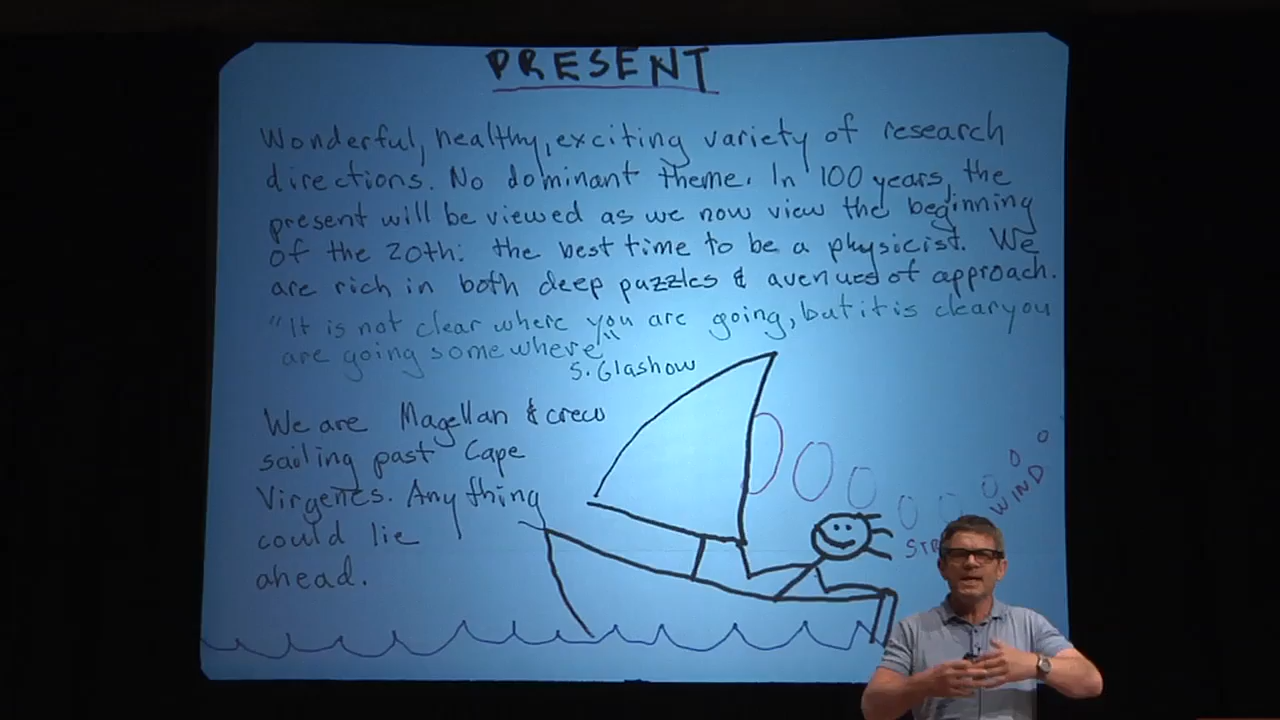 PRESENT
Wonderful, healthy, exciting variety of research
directions. No dominant theme. In 100 years, the
present will be viewed as we now view the beginning
of the 20th: the best time to be a physicist. We
are rich in both deep puzzles & avenues of approach.
"It is not clear where you are going, but it is clear you
are going somewhere"
S. Glashow
We are Magellan & crew
sailing past Cape
Virgenes. Anything
could lie
ahead.
WIND